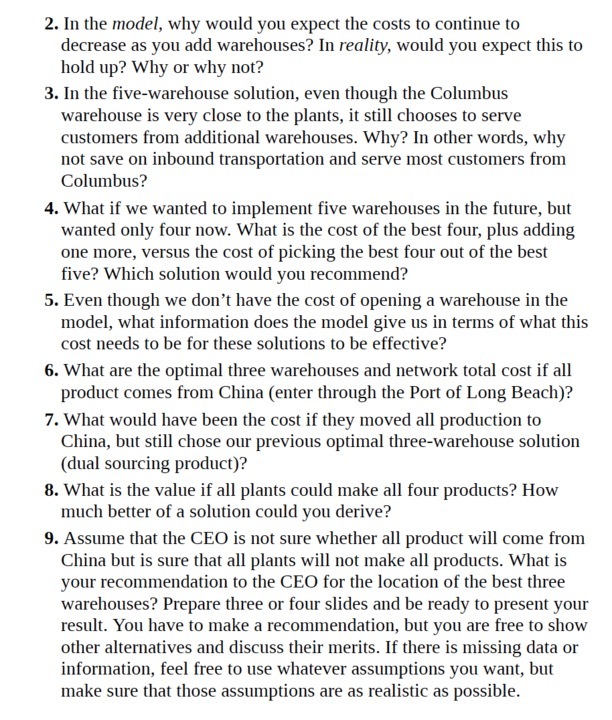 2. In the model, why would you expect the costs to continue to
decrease as you add warehouses? In reality, would you expect this to
hold up? Why or why not?
3. In the five-warehouse solution, even though the Columbus
warehouse is very close to the plants, it still chooses to serve
customers from additional warehouses. Why? In other words, why
not save on inbound transportation and serve most customers from
Columbus?
4. What if we wanted to implement five warehouses in the future, but
wanted only four now. What is the cost of the best four, plus adding
one more, versus the cost of picking the best four out of the best
five? Which solution would you recommend?
5. Even though we don’t have the cost of opening a warehouse in the
model, what information does the model give us in terms of what this
cost needs to be for these solutions to be effective?
6. What are the optimal three warehouses and network total cost if all
product comes from China (enter through the Port of Long Beach)?
7. What would have been the cost if they moved all production to
China, but still chose our previous optimal three-warehouse solution
(dual sourcing product)?
8. What is the value if all plants could make all four products? How
much better of a solution could you derive?
9. Assume that the CEO is not sure whether all product will come from
China but is sure that all plants will not make all products. What is
your recommendation to the CEO for the location of the best three
warehouses? Prepare three or four slides and be ready to present your
result. You have to make a recommendation, but you are free to show
other alternatives and discuss their merits. If there is missing data or
information, feel free to use whatever assumptions you want, but
make sure that those assumptions are as realistic as possible.